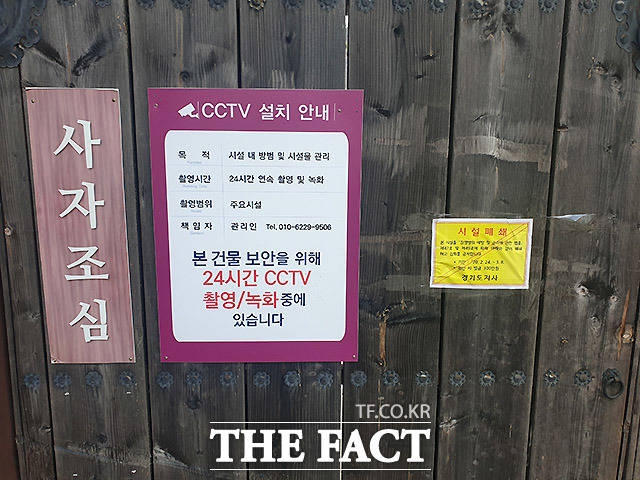 사자조심
CCTV 설치 안내
목 적 시설 내 방범 및 시설물 관리
촬영시간 24시간 연속 촬영 및 녹화
촬영범위 주요시설
책 임 자 관리인 Tel. 010-6229-9506
본 건물 보안을 위해
24시간 CCTV
촬영/녹화중에
있습니다
시설폐쇄
경기도지사
TF.CO.KR
THE FACT